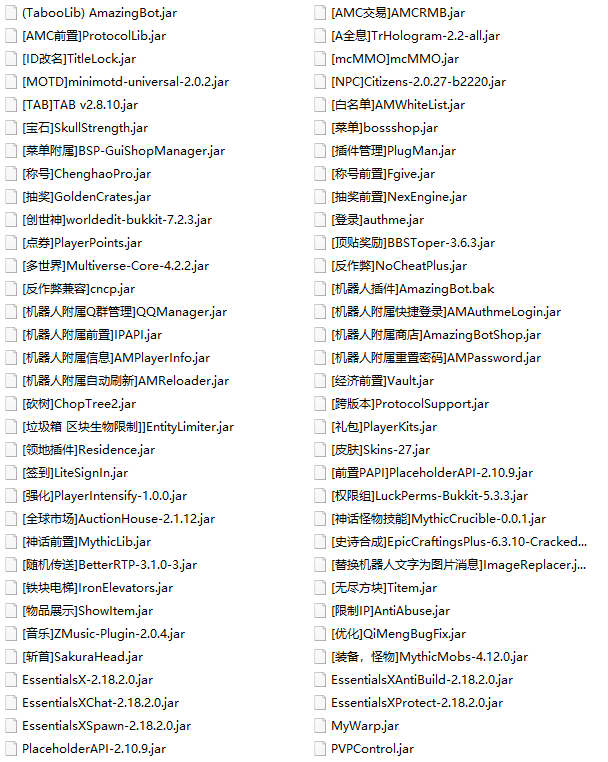 (TabooLib) AmazingBot.jar
[AMC前置]ProtocolLib.jar
[ID改名]TitleLock.jar
[MOTD]minimotd-universal-2.0.2.jar
[TAB]TAB v2.8.10.jar
[宝石]SkullStrength.jar
[菜单附属]BSP-GuiShopManager.jar
[称号]ChenghaoPro.jar
[抽奖]GoldenCrates.jar
[创世神]worldedit-bukkit-7.2.3.jar
[点券]PlayerPoints.jar
[多世界]Multiverse-Core-4.2.2.jar
[反作弊兼容]cncp.jar
[机器人附属Q群管理]QQManager.jar
[机器人附属前置]IPAPI.jar
[机器人附属信息]AMPlayerInfo.jar
[机器人附属自动刷新]AMReloader.jar
[砍树]ChopTree2.jar
[垃圾箱 区块生物限制]]EntityLimiter.jar
[领地插件]Residence.jar
[签到]LiteSignIn.jar
[强化]PlayerIntensify-1.0.0.jar
[全球市场]AuctionHouse-2.1.12.jar
[神话前置]MythicLib.jar
[随机传送]BetterRTP-3.1.0-3.jar
[铁块电梯]IronElevators.jar
[物品展示]ShowItem.jar
[音乐]ZMusic-Plugin-2.0.4.jar
[斩首]SakuraHead.jar
EssentialsX-2.18.2.0.jar
EssentialsXChat-2.18.2.0.jar
EssentialsXSpawn-2.18.2.0.jar
PlaceholderAPI-2.10.9.jar
[AMC交易]AMCRMB.jar
[A全息]TrHologram-2.2-all.jar
[mcMMO]mcMMO.jar
[NPC]Citizens-2.0.27-b2220.jar
[白名单]AMWhiteList.jar
[菜单]bossshop.jar
[插件管理]PlugMan.jar
[称号前置]Fgive.jar
[抽奖前置]NexEngine.jar
[登录]authme.jar
[顶贴奖励]BBSToper-3.6.3.jar
[反作弊]NoCheatPlus.jar
[机器人插件]AmazingBot.bak
[机器人附属快捷登录]AMAuthmeLogin.jar
[机器人附属商店]AmazingBotShop.jar
[机器人附属重置密码]AMPassword.jar
[经济前置]Vault.jar
[跨版本]ProtocolSupport.jar
[礼包]PlayerKits.jar
[皮肤]Skins-27.jar
[前置PAPI]PlaceholderAPI-2.10.9.jar
[权限组]LuckPerms-Bukkit-5.3.3.jar
[神话怪物技能]MythicCrucible-0.0.1.jar
[史诗合成]EpicCraftingsPlus-6.3.10-Cracked...
[替换机器人文字为图片消息]ImageReplacer.j...
[无尽方块]Titem.jar
[限制IP]AntiAbuse.jar
[优化]QiMengBugFix.jar
[装备，怪物]MythicMobs-4.12.0.jar
EssentialsXAntiBuild-2.18.2.0.jar
EssentialsXProtect-2.18.2.0.jar
MyWarp.jar
PVPControl.jar